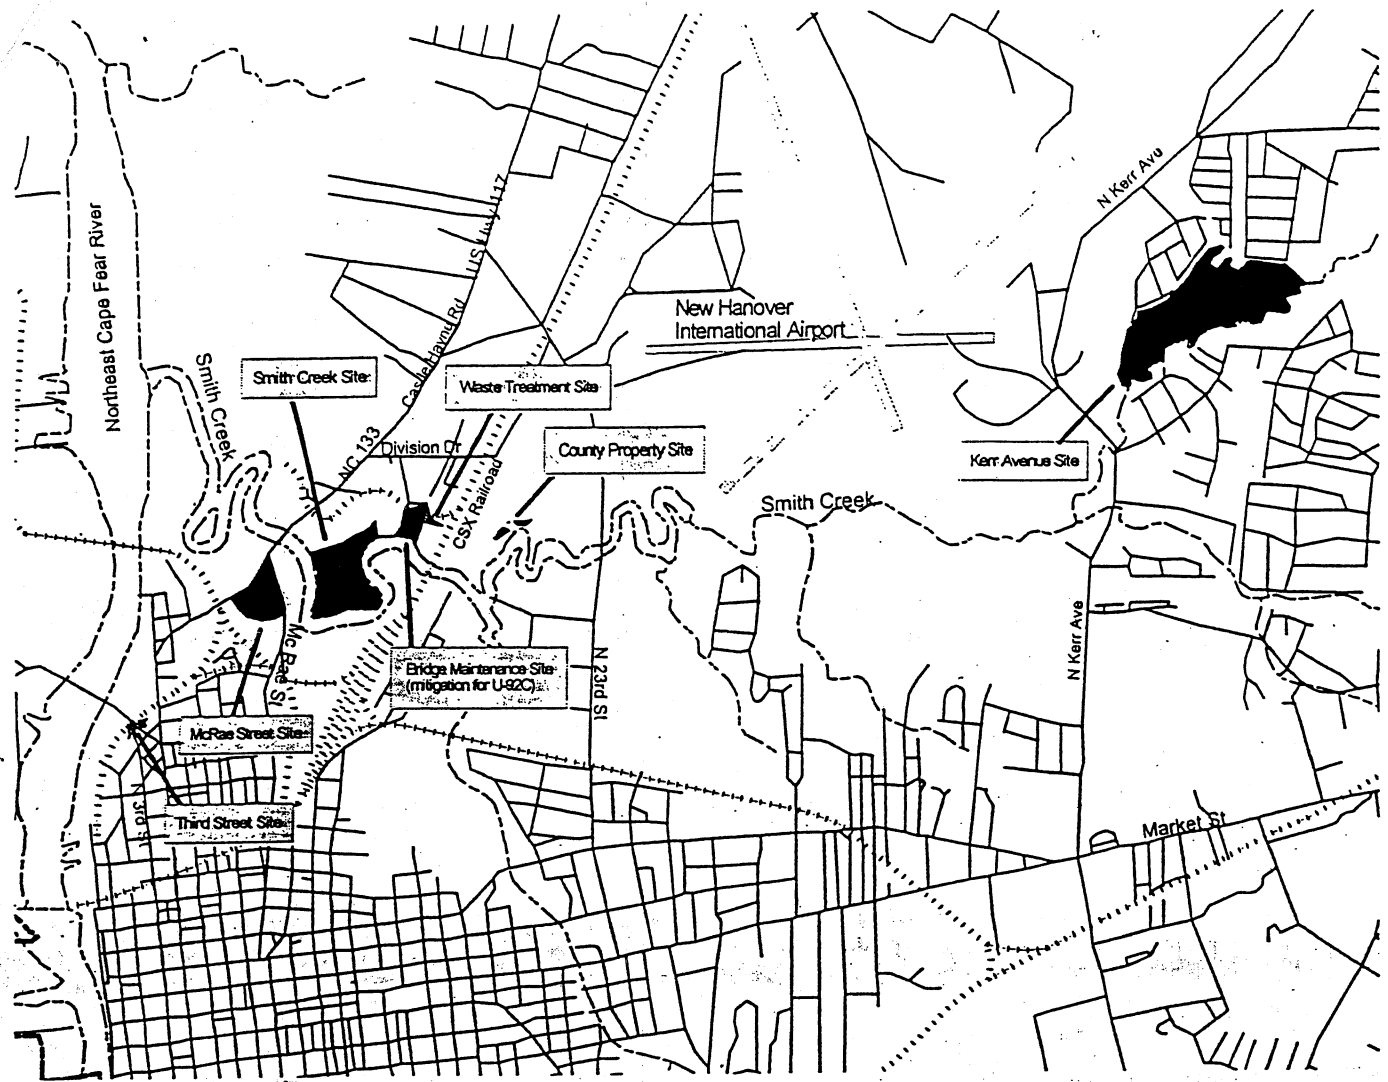 N Kerr Ave
US Hwy 117
Northeast Cape Fear River
New Hanover
International Airport
Castle Hayne Rd
Smith Creek
Smith Creek Site
Waste Treatment Site
NC 133
Division Dr
County Property Site
Kerr Avenue Site
CSX Railroad
Smith Creek
N Kerr Ave
Mc Rae St
Bridge Maintenance Site
(mitigation for U-92C)
N 23rd St
McRae Street Site
N 3rd St
Third Street Site
Market St